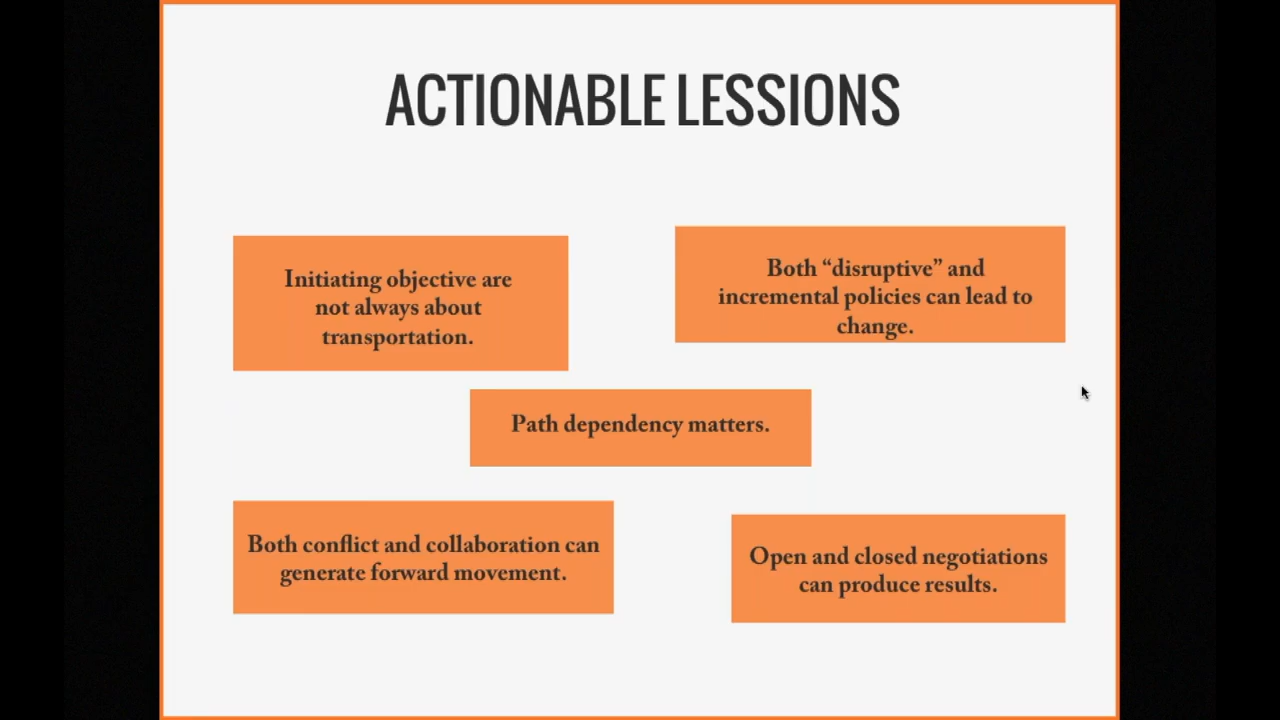 ACTIONABLE LESSIONS
Initiating objective are
not always about
transportation.
Both “disruptive” and
incremental policies can lead to
change.
Path dependency matters.
Both conflict and collaboration can
generate forward movement.
Open and closed negotiations
can produce results.